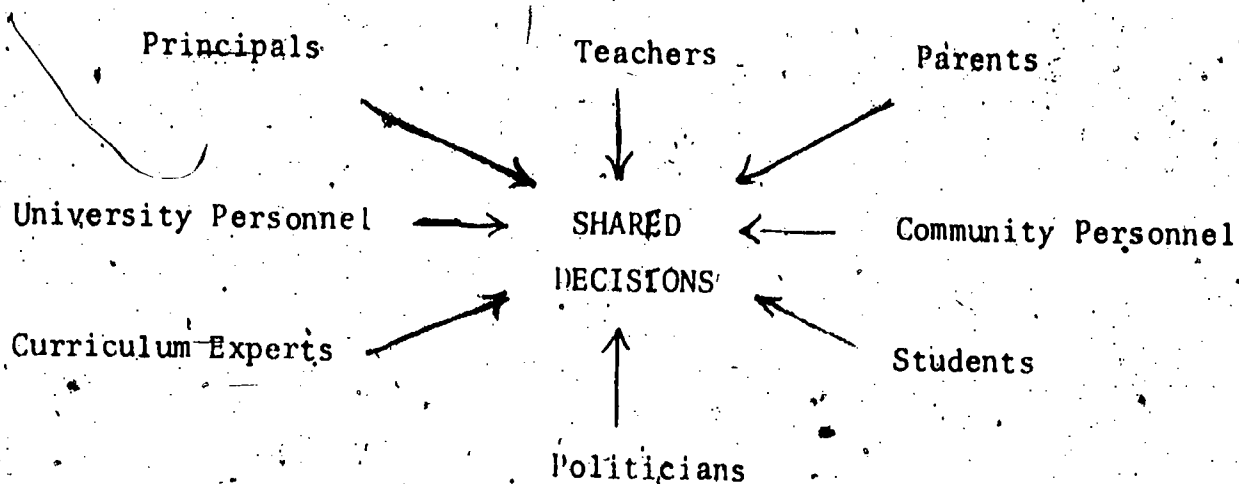 Principals Teachers Parents
University Personnel SHARED Community Personnel
DECISIONS
Curriculum Experts Students
Politicians